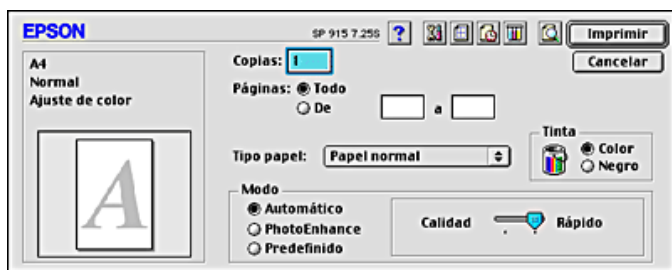 EPSON
SP 915 7.25S
?
Imprimir
A4
Normal
Ajuste de color
Copias: 1
Cancelar
Páginas: Todo
De a
Tipo papel: Papel normal
Tinta
Color
Negro
Modo
Automático
PhotoEnhance
Predefinido
Calidad Rápido
A